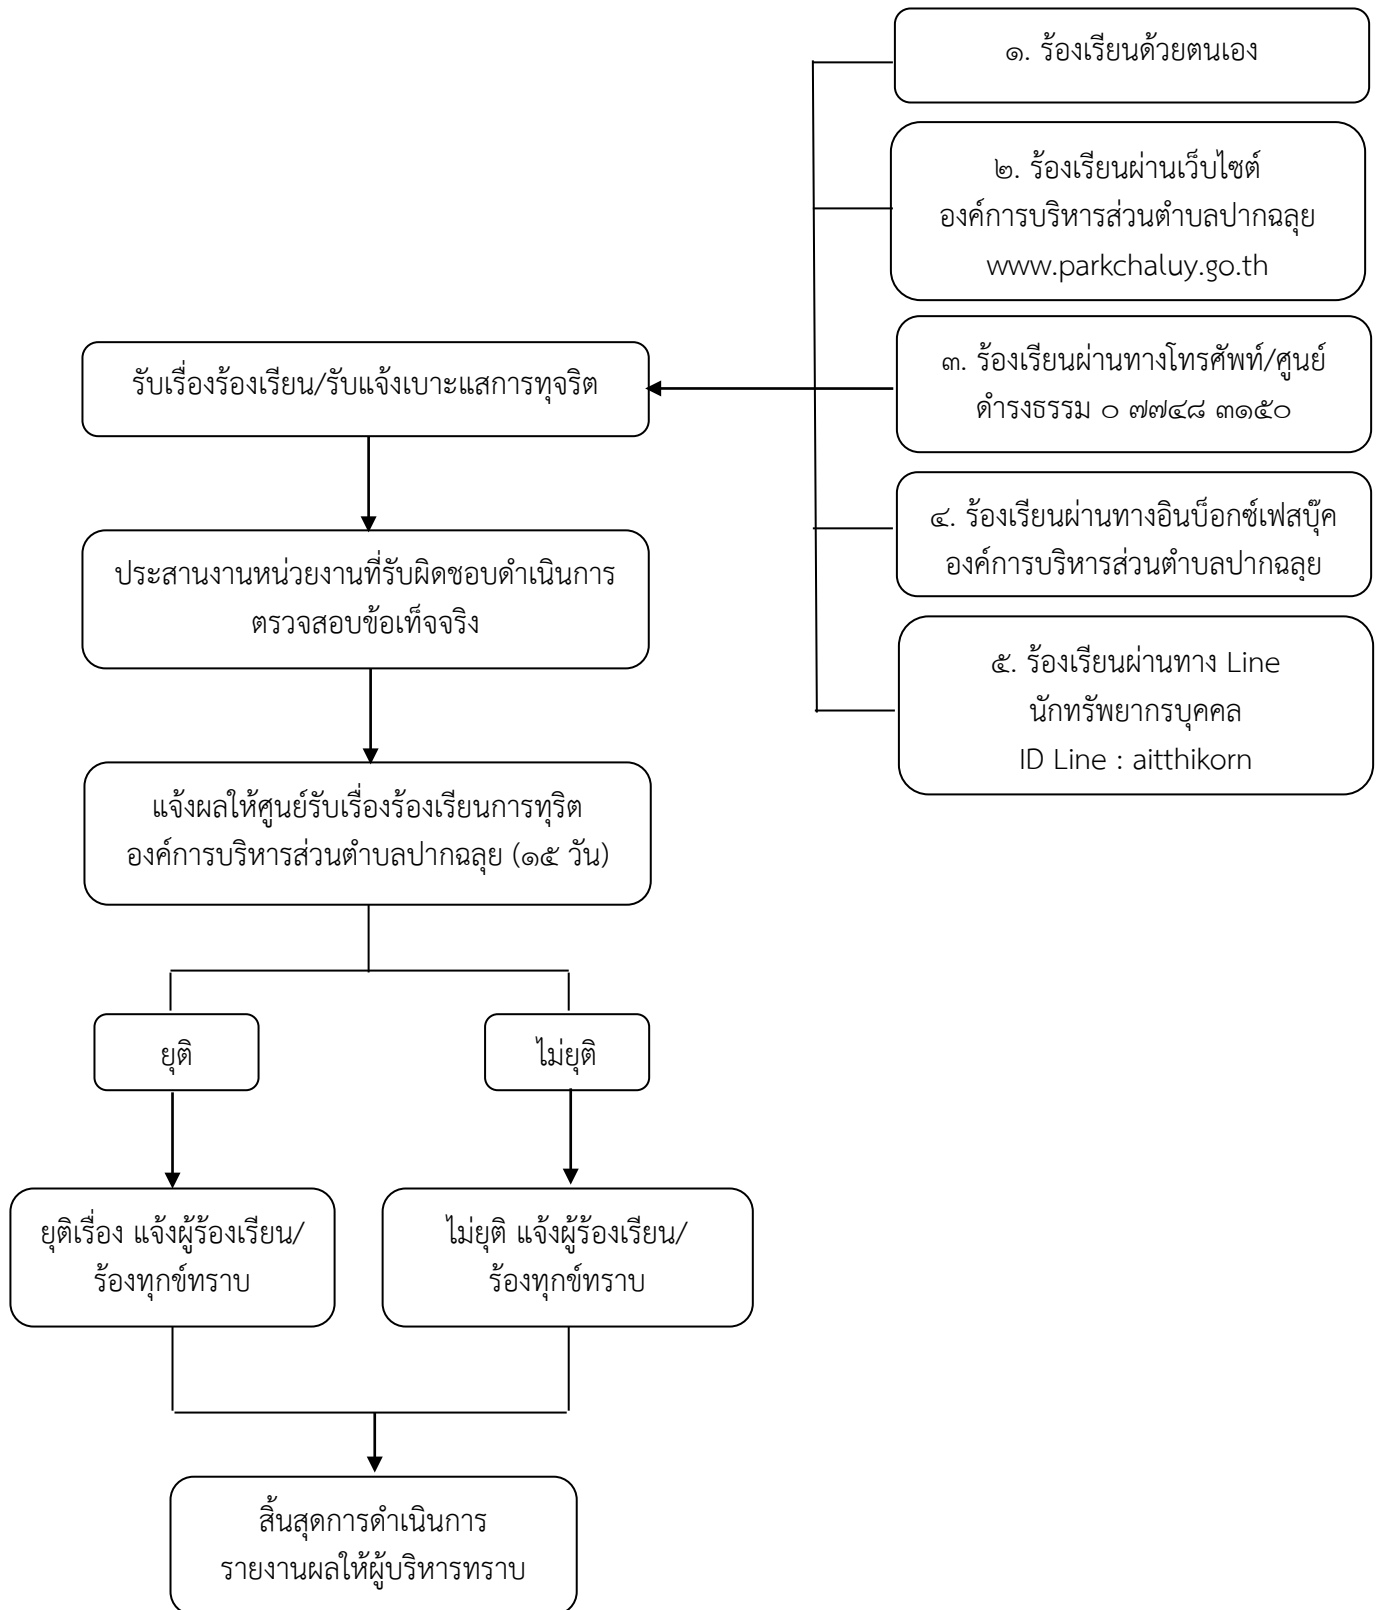 ๑. ร้องเรียนด้วยตนเอง
๒. ร้องเรียนผ่านเว็บไซต์
องค์การบริหารส่วนตำบลปากฉลุย
www.parkchaluy.go.th
๓. ร้องเรียนผ่านทางโทรศัพท์/ศูนย์
ดำรงธรรม ๐ ๗๗๔๘ ๓๑๕๐
๔. ร้องเรียนผ่านทางอินบ็อกซ์เฟสบุ๊ค
องค์การบริหารส่วนตำบลปากฉลุย
๕. ร้องเรียนผ่านทาง Line
นักทรัพยากรบุคคล
ID Line : aitthikorn
รับเรื่องร้องเรียน/รับแจ้งเบาะแสการทุจริต
ประสานงานหน่วยงานที่รับผิดชอบดำเนินการ
ตรวจสอบข้อเท็จจริง
แจ้งผลให้ศูนย์รับเรื่องร้องเรียนการทุริต
องค์การบริหารส่วนตำบลปากฉลุย (๑๕ วัน)
ยุติ
ไม่ยุติ
ยุติเรื่อง แจ้งผู้ร้องเรียน/
ร้องทุกข์ทราบ
ไม่ยุติ แจ้งผู้ร้องเรียน/
ร้องทุกข์ทราบ
สิ้นสุดการดำเนินการ
รายงานผลให้ผู้บริหารทราบ